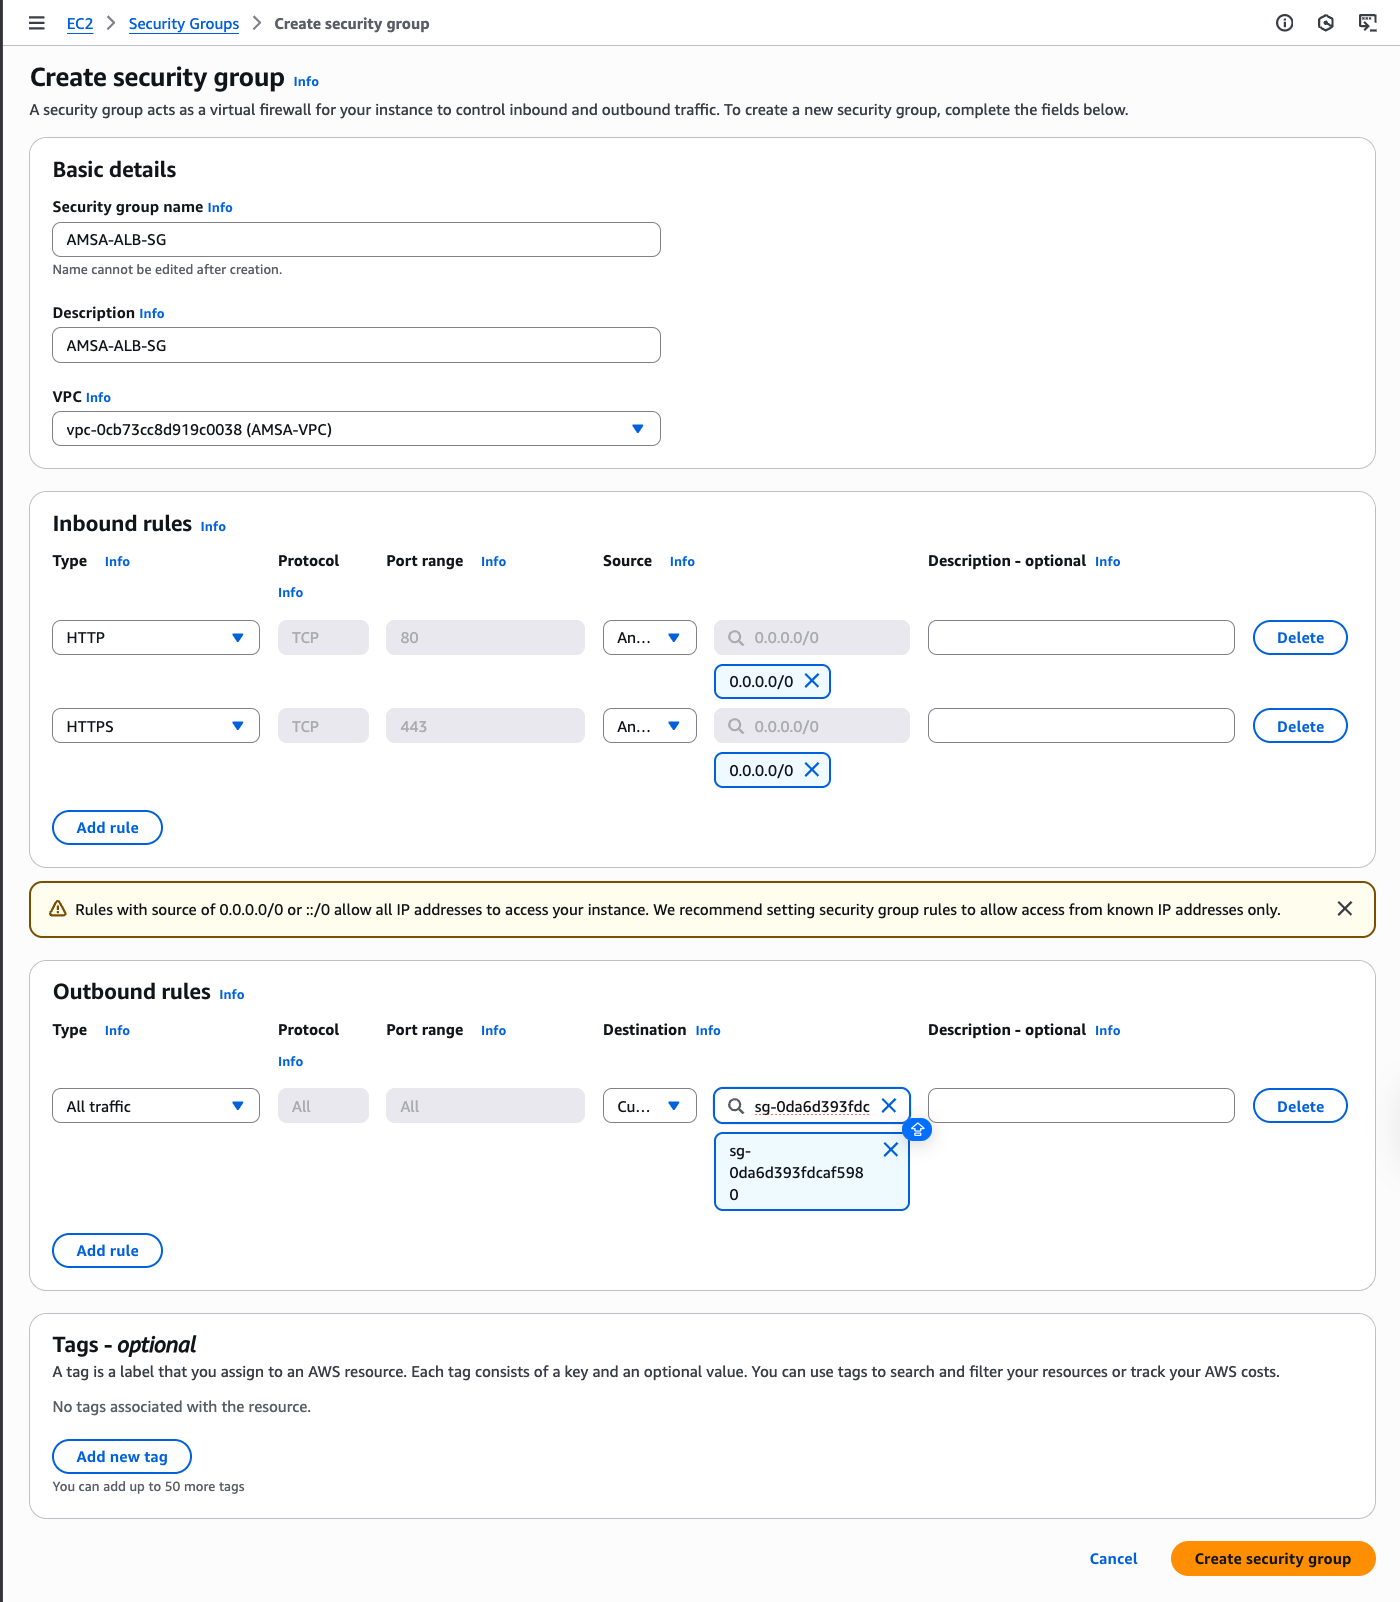 EC2 > Security Groups > Create security group
Create security group Info
A security group acts as a virtual firewall for your instance to control inbound and outbound traffic. To create a new security group, complete the fields below.
Basic details
Security group name Info
AMSA-ALB-SG
Name cannot be edited after creation.
Description Info
AMSA-ALB-SG
VPC Info
vpc-0cb73cc8d919c0038 (AMSA-VPC)
Inbound rules Info
Type Info Protocol Port range Info Source Info Description - optional Info
Info
HTTP TCP 80 An... 0.0.0.0/0 Delete
0.0.0.0/0
HTTPS TCP 443 An... 0.0.0.0/0 Delete
0.0.0.0/0
Add rule
Rules with source of 0.0.0.0/0 or ::/0 allow all IP addresses to access your instance. We recommend setting security group rules to allow access from known IP addresses only.
Outbound rules Info
Type Info Protocol Port range Info Destination Info Description - optional Info
Info
All traffic All All Cu... sg-0da6d393fdc Delete
sg-
0da6d393fdcaf598
0
Add rule
Tags - optional
A tag is a label that you assign to an AWS resource. Each tag consists of a key and an optional value. You can use tags to search and filter your resources or track your AWS costs.
No tags associated with the resource.
Add new tag
You can add up to 50 more tags
Cancel Create security group